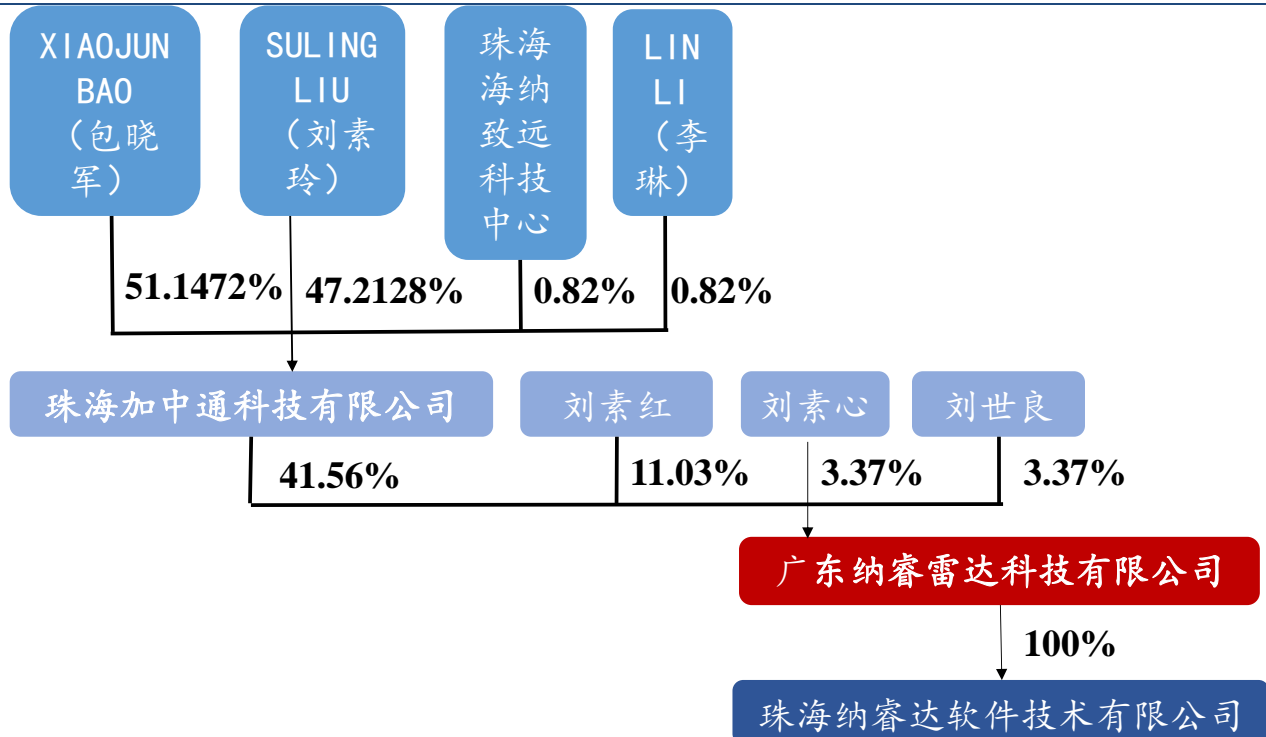 XIAOJUN
BAO
（包晓
军）
SULING
LIU
（刘素
玲）
珠海
海纳
致远
科技
中心
LIN
LI
（李
琳）
51.1472%
47.2128%
0.82%
0.82%
珠海加中通科技有限公司
刘素红
刘素心
刘世良
41.56%
11.03%
3.37%
3.37%
广东纳睿雷达科技有限公司
100%
珠海纳睿达软件技术有限公司